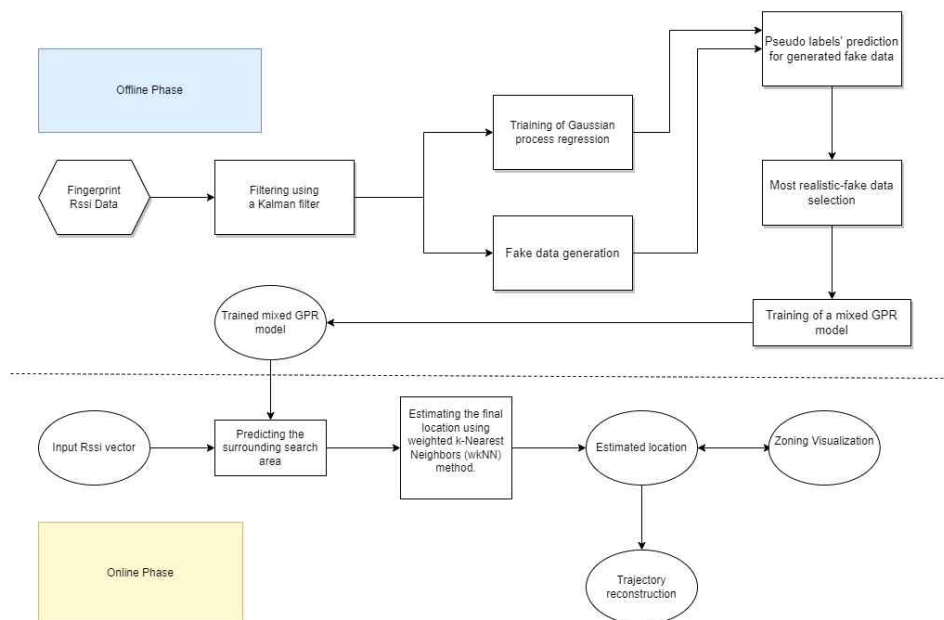 Pseudo labels' prediction
for generated fake data
Offline Phase
Triaining of Gaussian
process regression
Fingerprint
Rssi Data
Filtering using
a Kalman filter
Most realistic-fake data
selection
Fake data generation
Trained mixed GPR
model
Training of a mixed GPR
model
Input Rssi vector
Predicting the
surrounding search
area
Estimating the final
location using
weighted k-Nearest
Neighbors (wkNN)
method.
Estimated location
Zoning Visualization
Online Phase
Trajectory
reconstruction